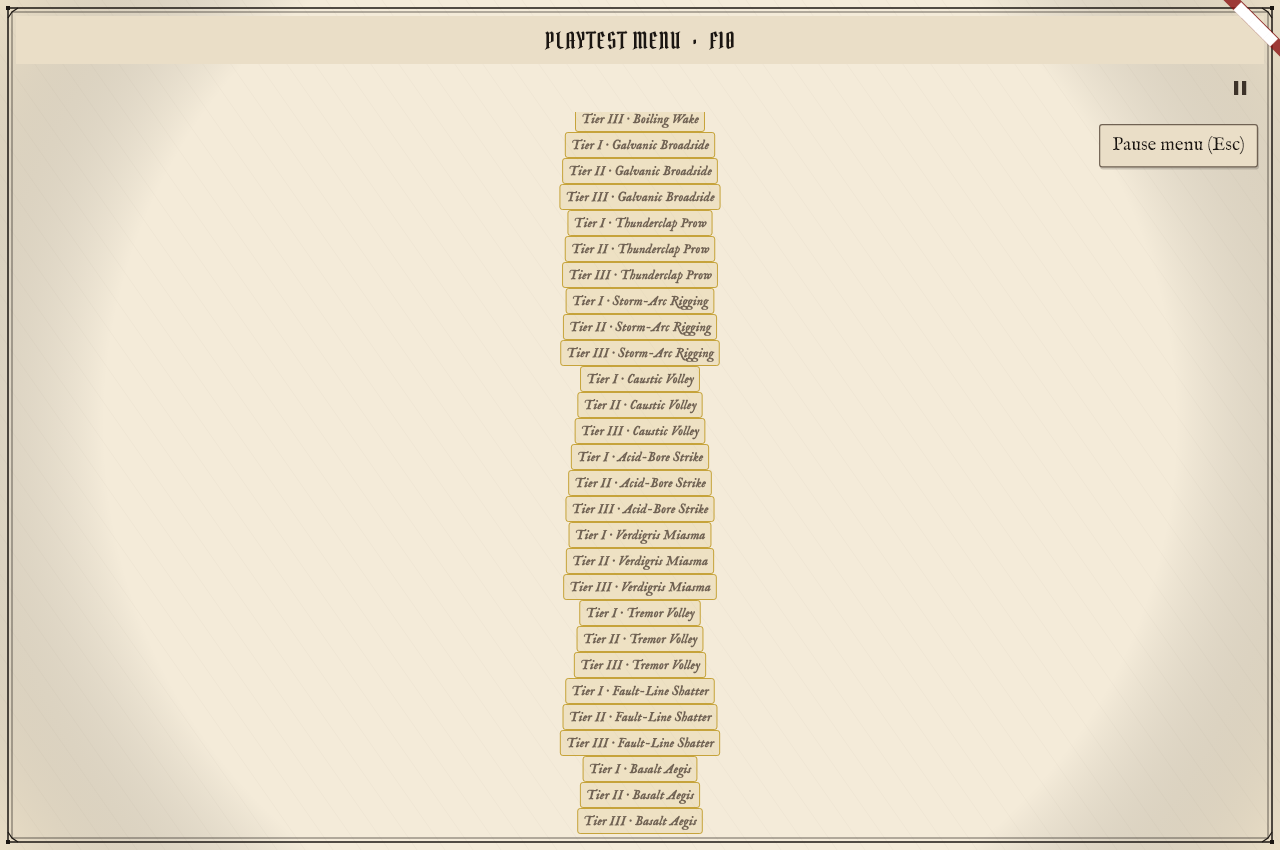 PLAYTEST MENU · F10
Tier III · Boiling Wake
Tier I · Galvanic Broadside
Pause menu (Esc)
Tier II · Galvanic Broadside
Tier III · Galvanic Broadside
Tier I · Thunderclap Prow
Tier II · Thunderclap Prow
Tier III · Thunderclap Prow
Tier I · Storm-Arc Rigging
Tier II · Storm-Arc Rigging
Tier III · Storm-Arc Rigging
Tier I · Caustic Volley
Tier II · Caustic Volley
Tier III · Caustic Volley
Tier I · Acid-Bore Strike
Tier II · Acid-Bore Strike
Tier III · Acid-Bore Strike
Tier I · Verdigris Miasma
Tier II · Verdigris Miasma
Tier III · Verdigris Miasma
Tier I · Tremor Volley
Tier II · Tremor Volley
Tier III · Tremor Volley
Tier I · Fault-Line Shatter
Tier II · Fault-Line Shatter
Tier III · Fault-Line Shatter
Tier I · Basalt Aegis
Tier II · Basalt Aegis
Tier III · Basalt Aegis